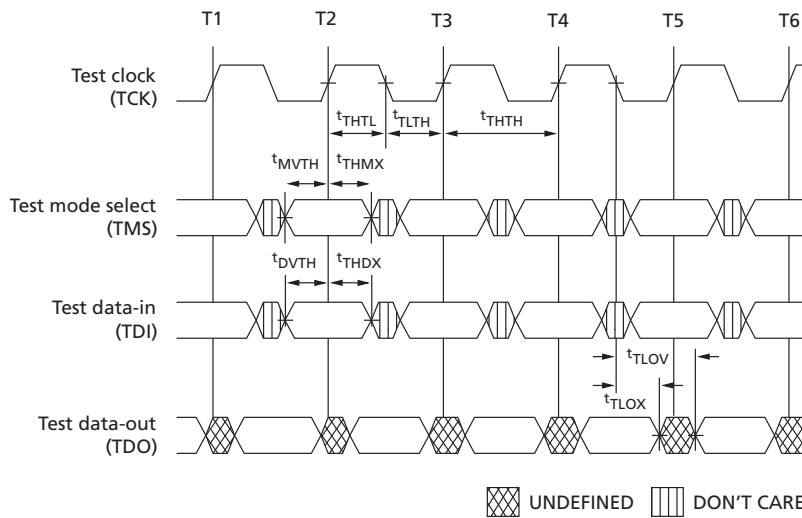 T1 T2 T3 T4 T5 T6
Test clock
(TCK)
tTHTL tTLTH tTHTH
tMVTH tTHMX
Test mode select
(TMS)
tDVTH tTHDX
Test data-in
(TDI)
tTLOV
tTLOX
Test data-out
(TDO)
UNDEFINED DON'T CARE